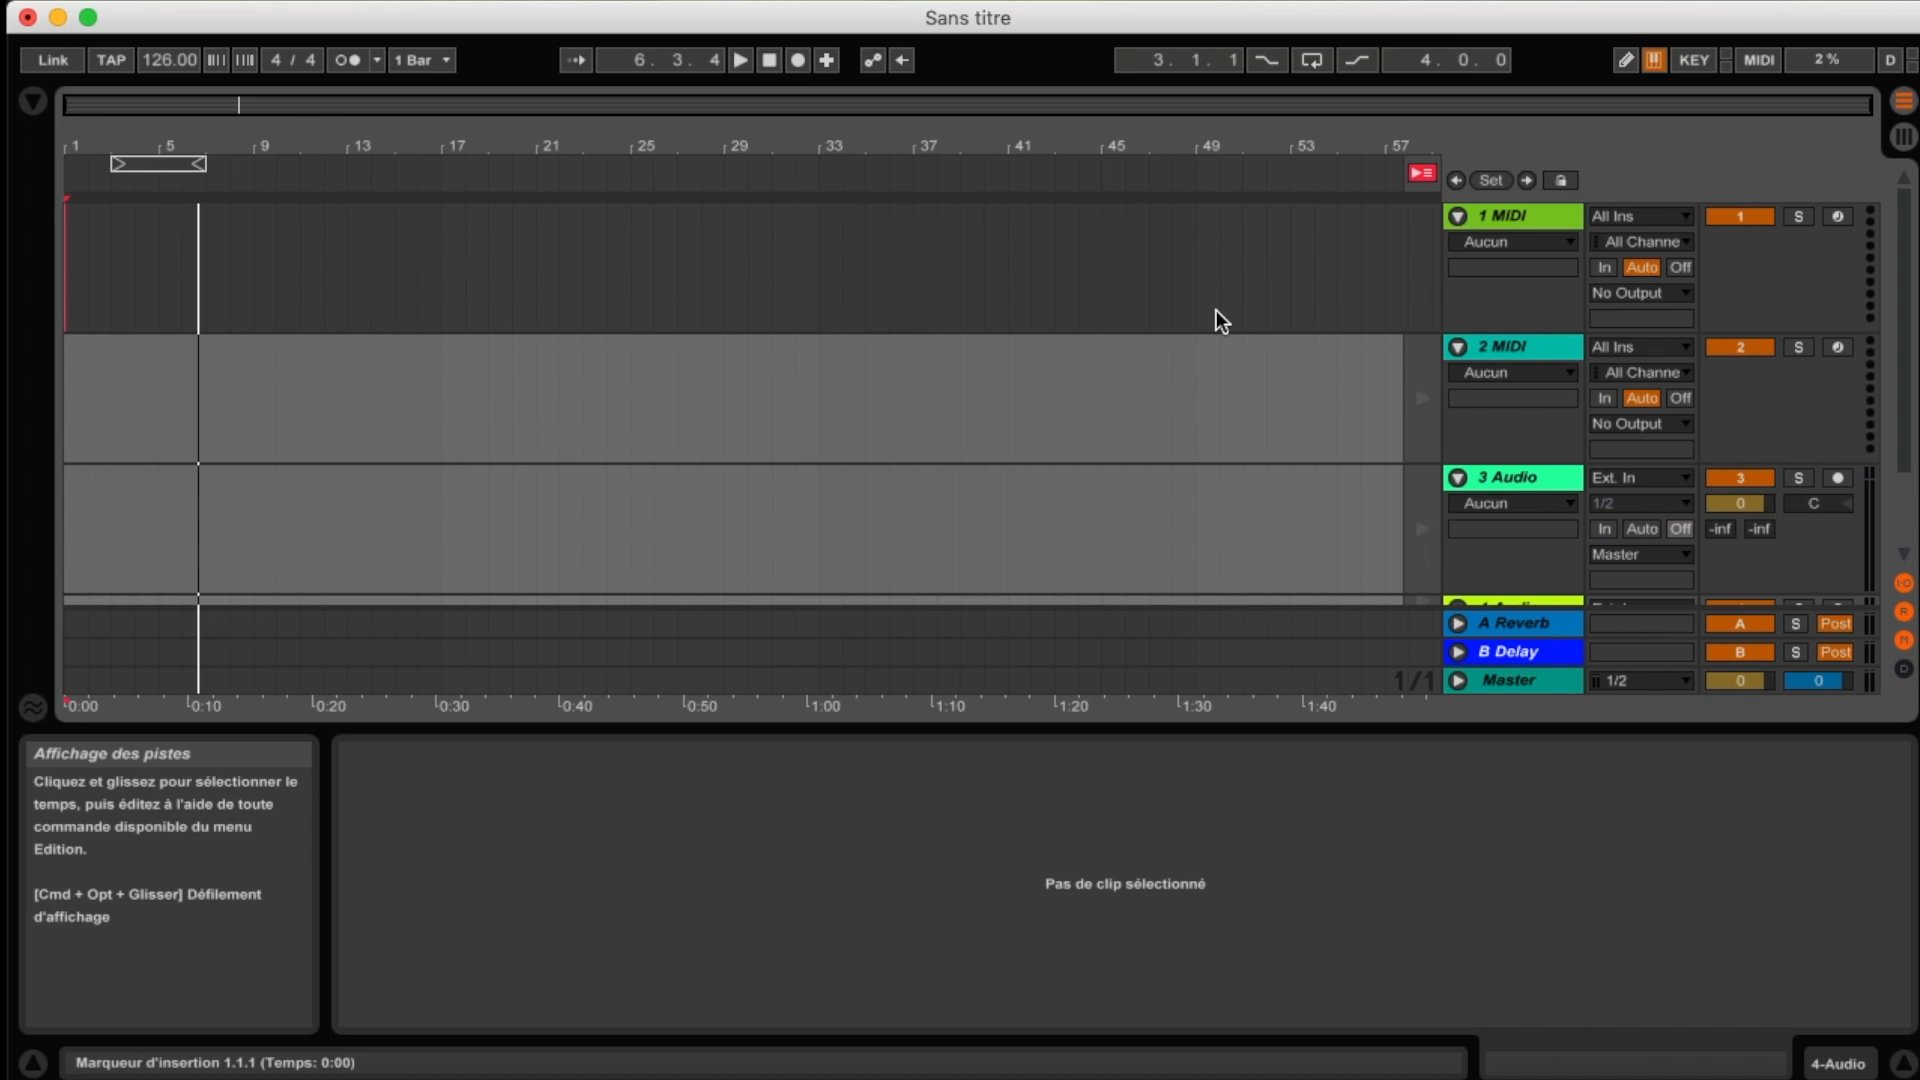 Sans titre
Link TAP 126.00 4 / 4 1 Bar 6. 3. 4 3. 1. 1 4. 0. 0 KEY MIDI 2 % D
1 5 9 13 17 21 25 29 33 37 41 45 49 53 57
Set
1 MIDI All Ins 1 S
Aucun All Channe
In Auto Off
No Output
2 MIDI All Ins 2 S
Aucun All Channe
In Auto Off
No Output
3 Audio Ext. In 3 S
Aucun 1/2 0 C
In Auto Off -inf -inf
Master
I·O
A Reverb A S Post R
B Delay B S Post M
1/1 Master 1/2 0 0 D
0:00 0:10 0:20 0:30 0:40 0:50 1:00 1:10 1:20 1:30 1:40
Affichage des pistes
Cliquez et glissez pour sélectionner le
temps, puis éditez à l'aide de toute
commande disponible du menu
Edition.
[Cmd + Opt + Glisser] Défilement
d'affichage
Pas de clip sélectionné
Marqueur d'insertion 1.1.1 (Temps: 0:00)
4-Audio